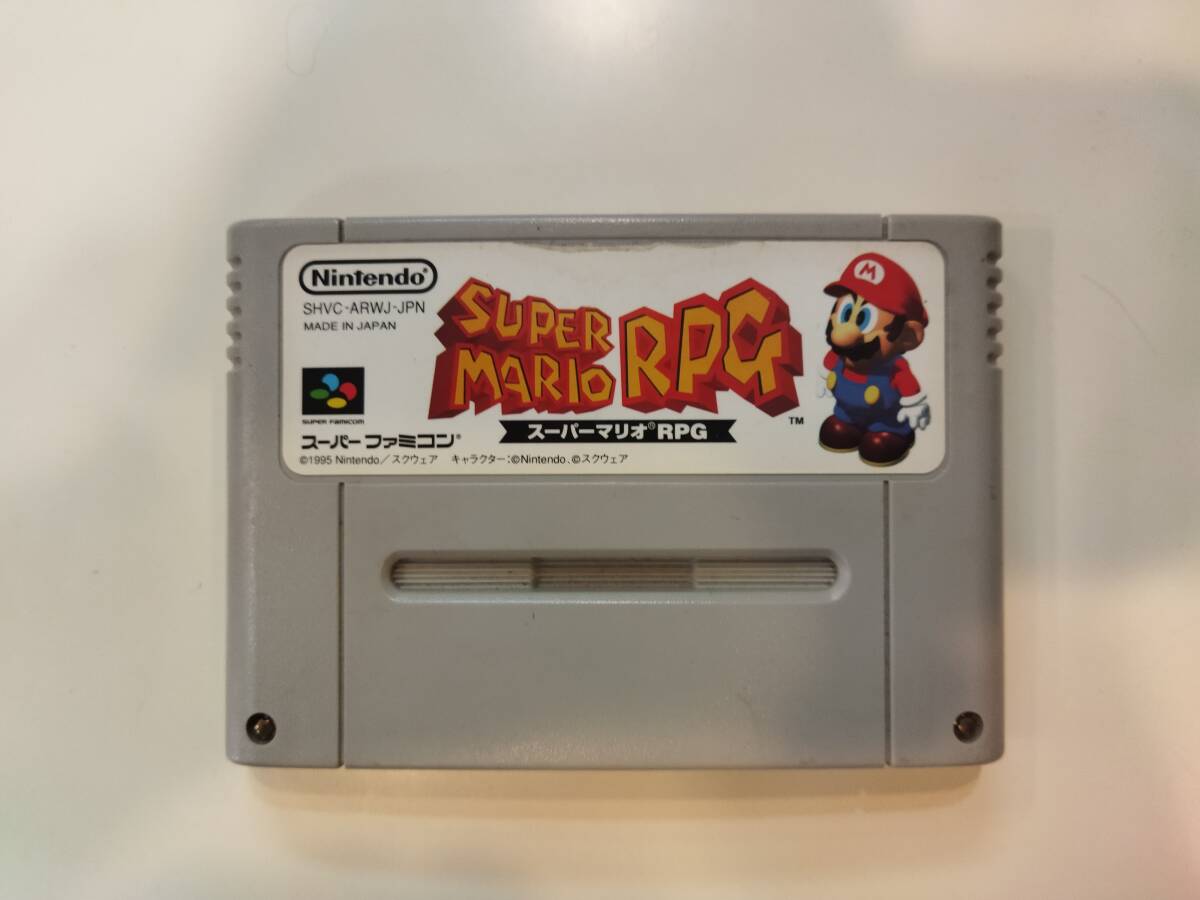 Nintendo®
SHVC-ARWJ-JPN
MADE IN JAPAN
SUPER FAMICOM
スーパーファミコン®
©1995 Nintendo／スクウェア キャラクター:©Nintendo、©スクウェア
SUPER
MARIO RPG
TM
スーパーマリオ®RPG
M